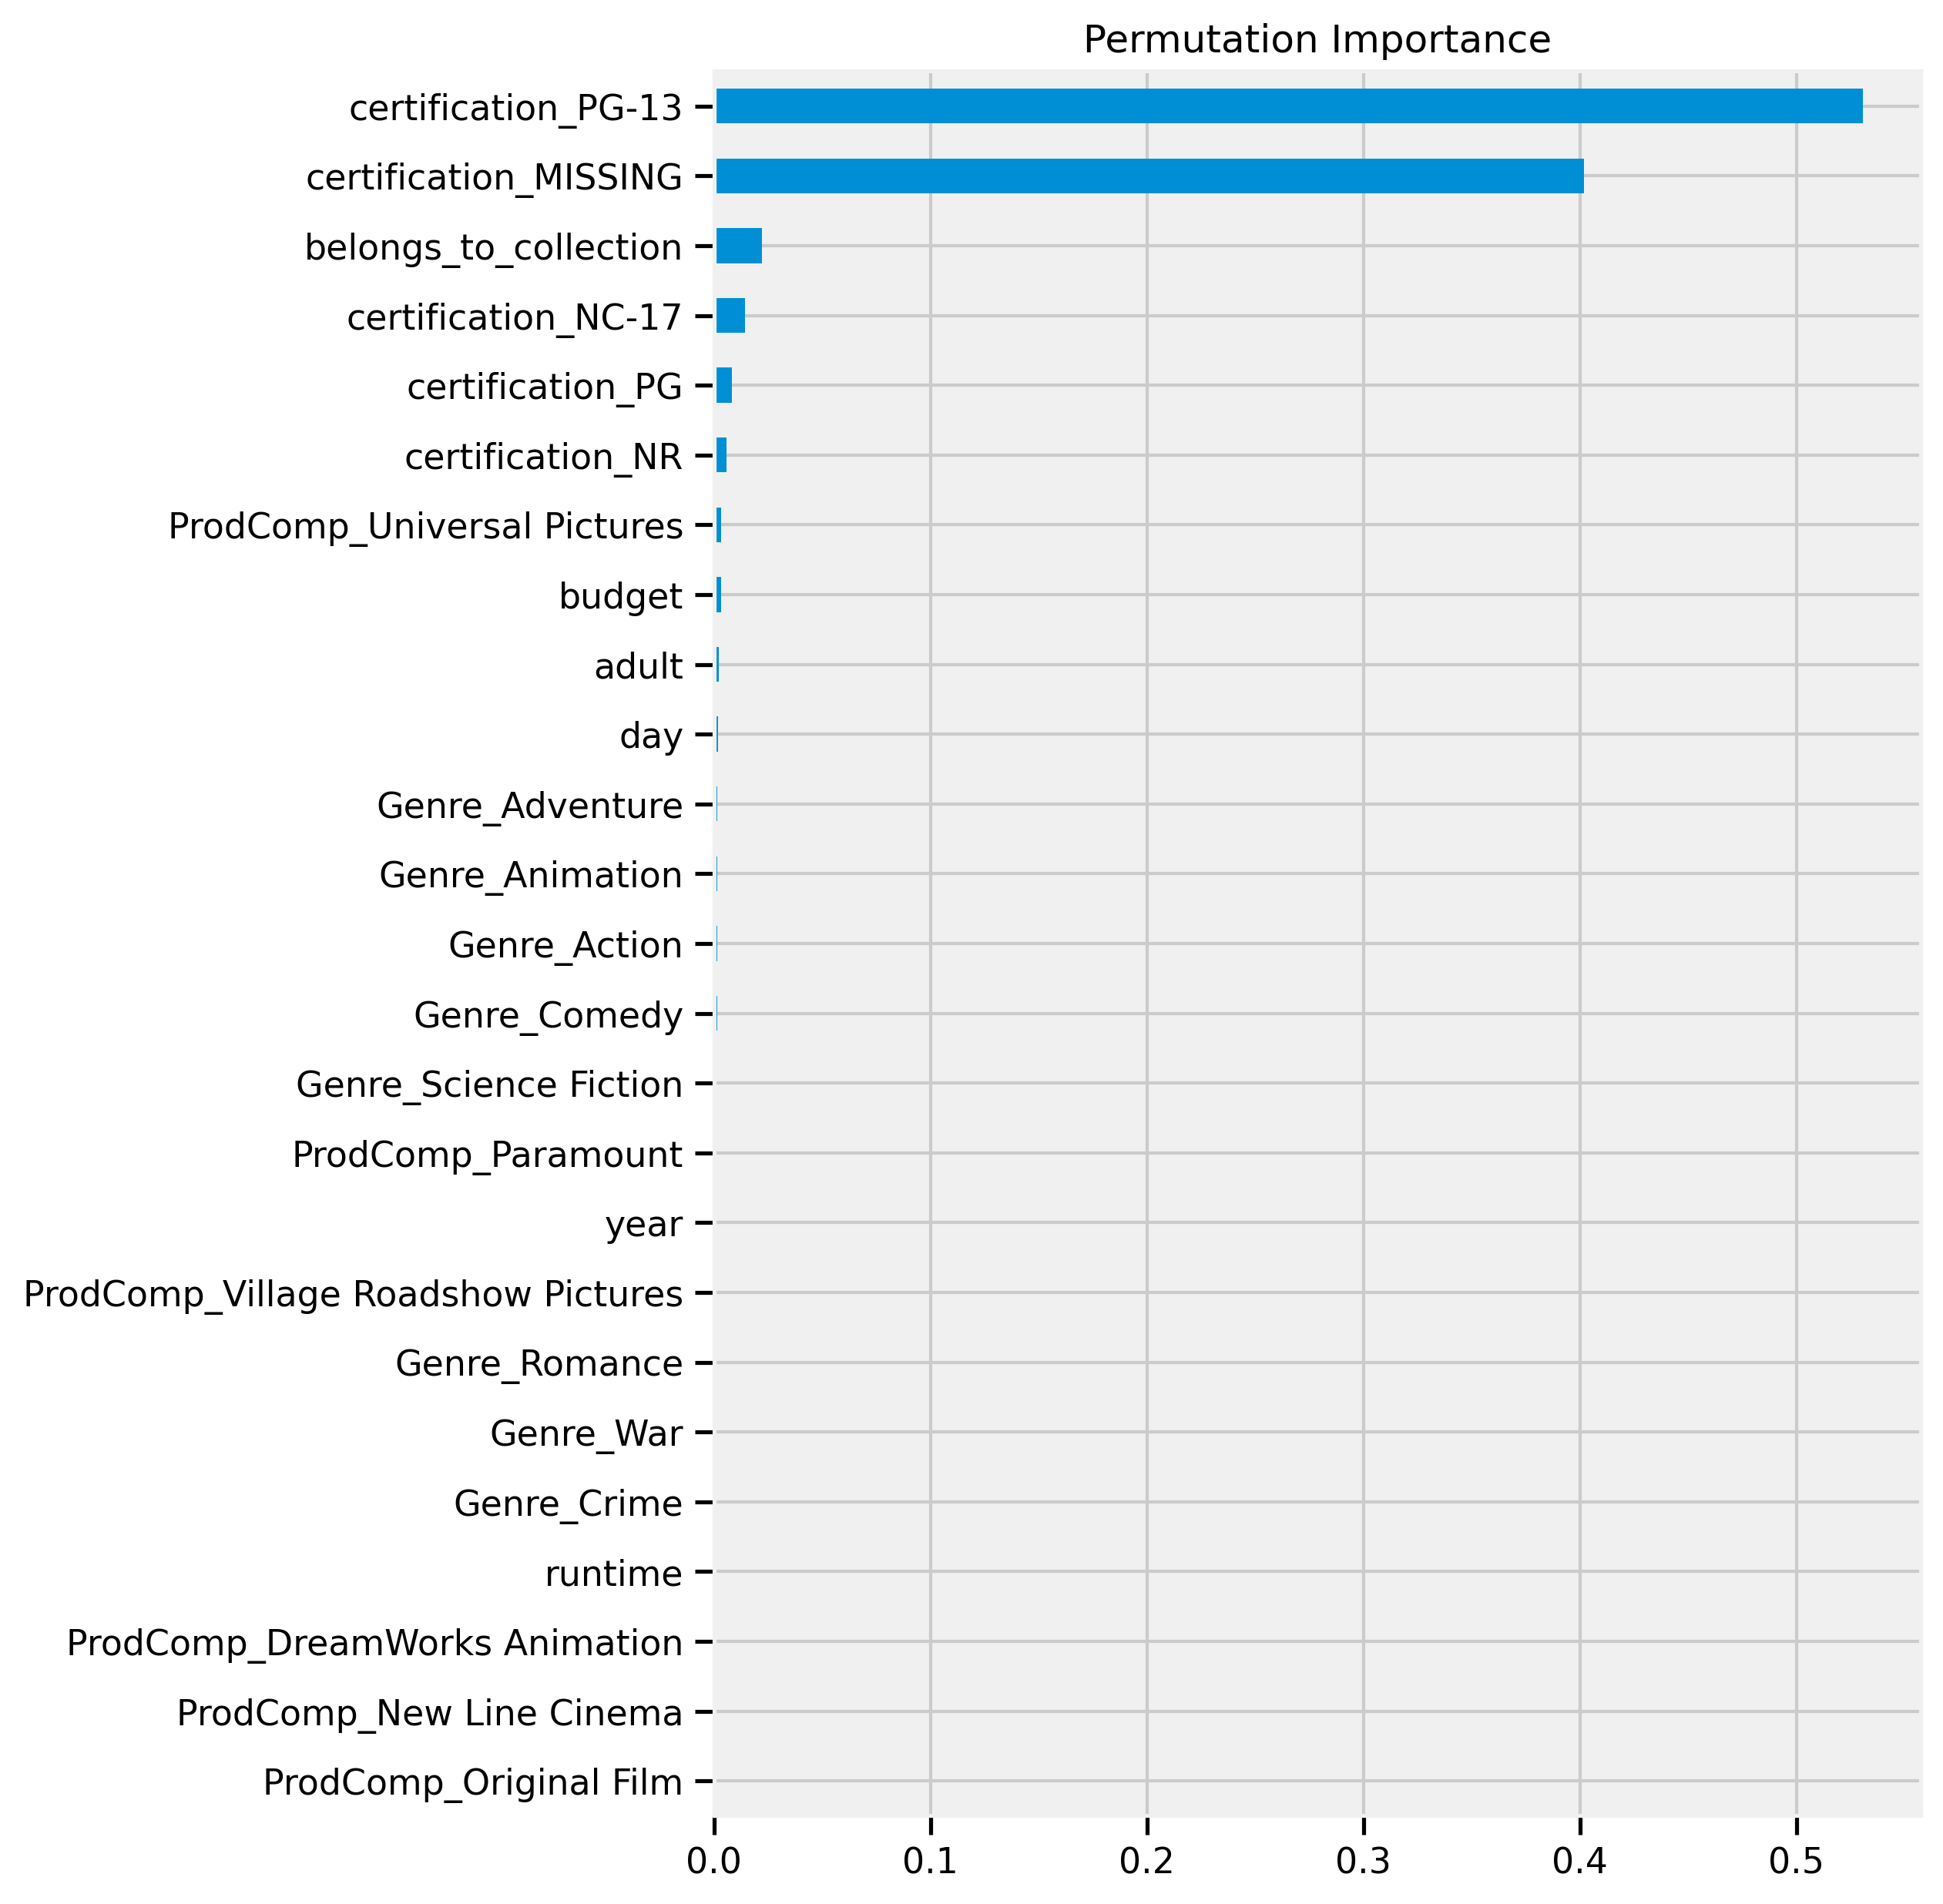 Permutation Importance
certification_PG-13
certification_MISSING
belongs_to_collection
certification_NC-17
certification_PG
certification_NR
ProdComp_Universal Pictures
budget
adult
day
Genre_Adventure
Genre_Animation
Genre_Action
Genre_Comedy
Genre_Science Fiction
ProdComp_Paramount
year
ProdComp_Village Roadshow Pictures
Genre_Romance
Genre_War
Genre_Crime
runtime
ProdComp_DreamWorks Animation
ProdComp_New Line Cinema
ProdComp_Original Film
0.0 0.1 0.2 0.3 0.4 0.5